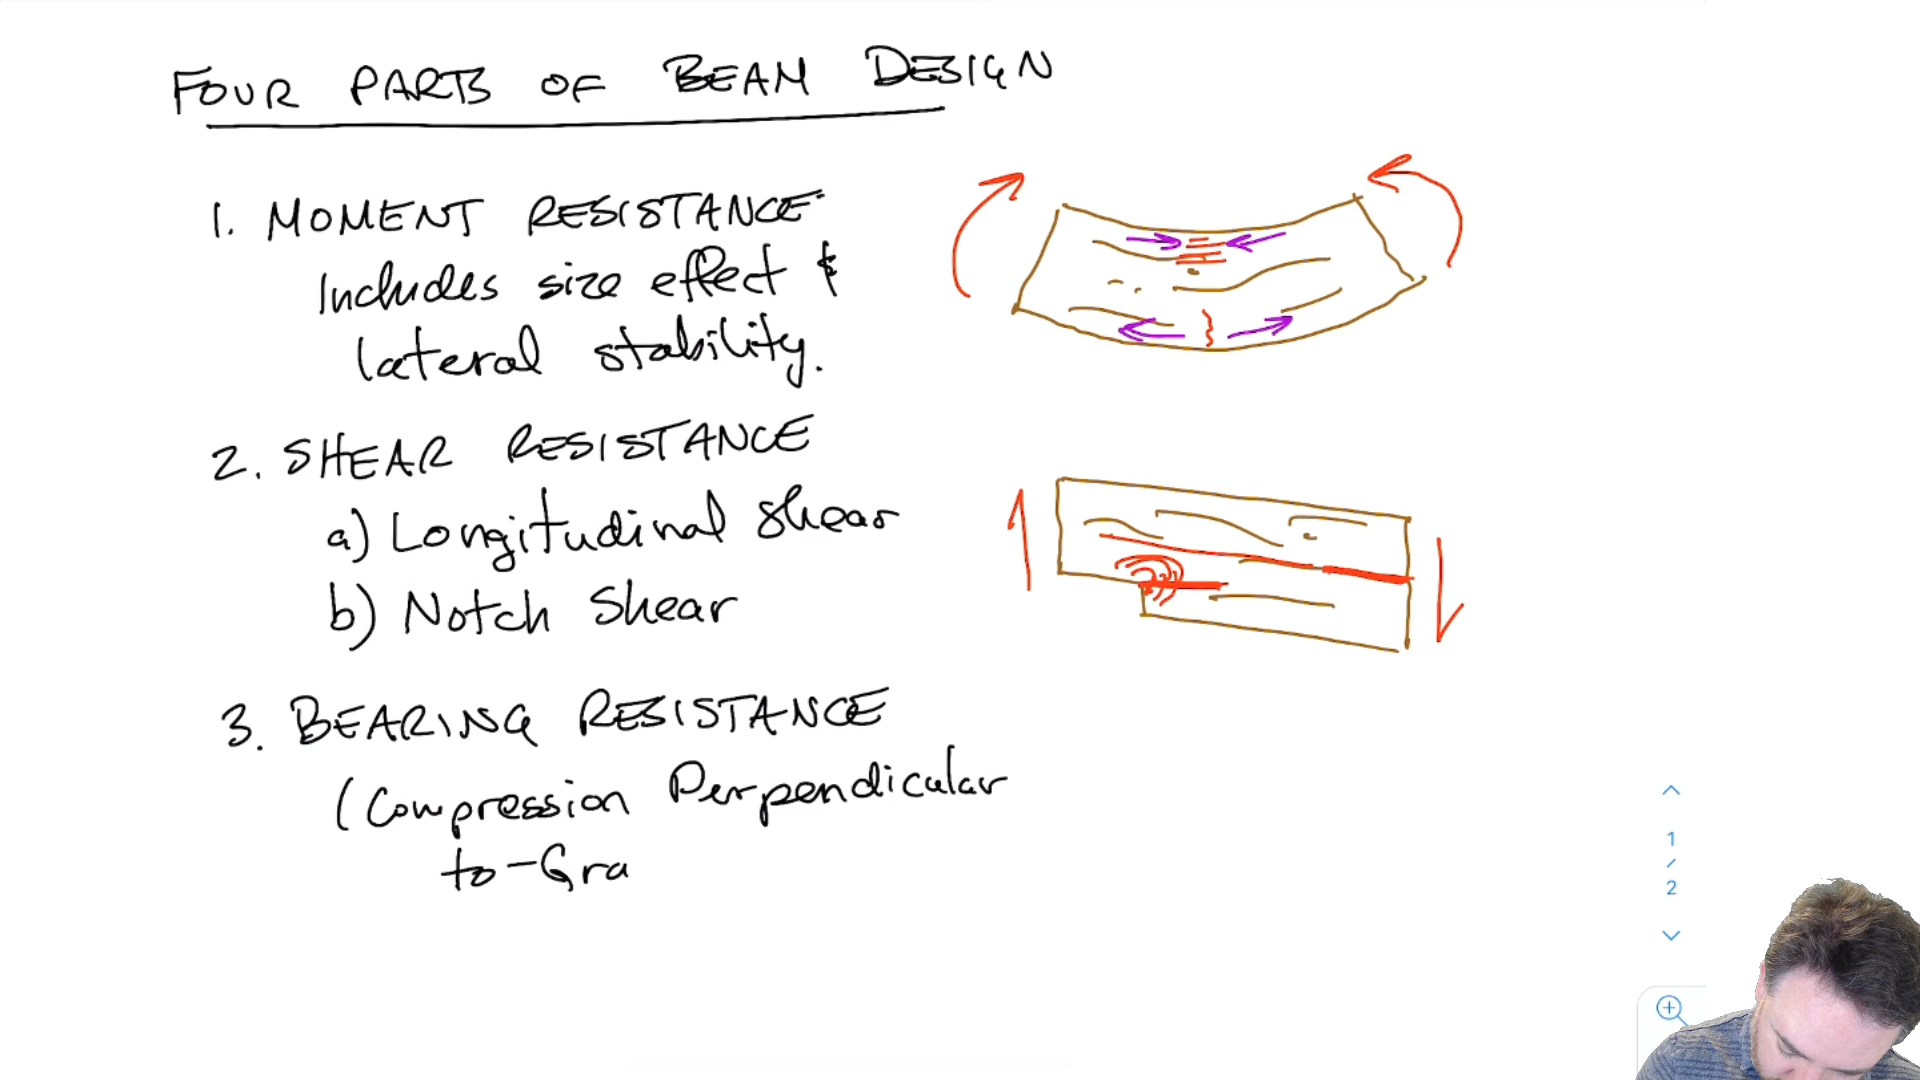 FOUR PARTS OF BEAM DESIGN
1. MOMENT RESISTANCE
Includes size effect &
lateral stability.
2. SHEAR RESISTANCE
a) Longitudinal shear
b) Notch Shear
3. BEARING RESISTANCE
(Compression Perpendicular
to-Gra
1
/
2